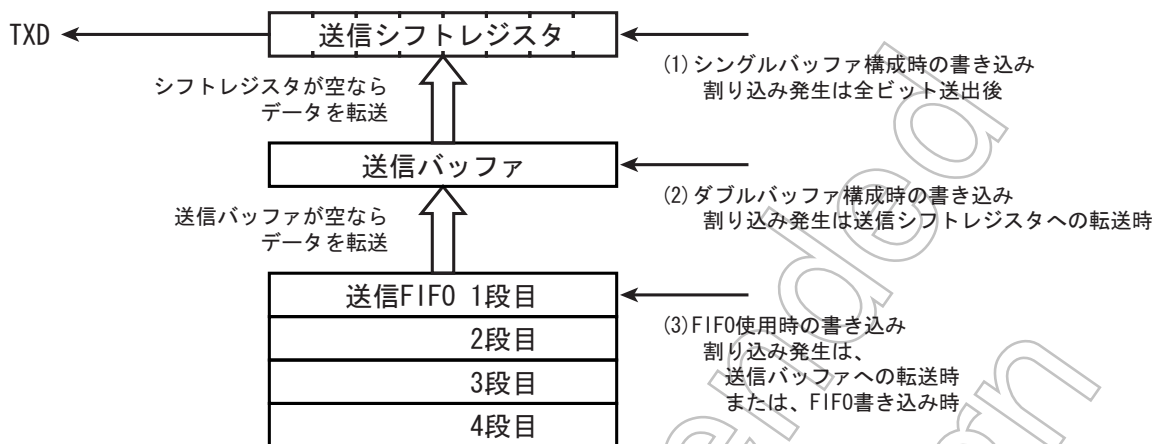 TXD
送信シフトレジスタ
(1)シングルバッファ構成時の書き込み
割り込み発生は全ビット送出後
シフトレジスタが空なら
データを転送
送信バッファ
(2)ダブルバッファ構成時の書き込み
割り込み発生は送信シフトレジスタへの転送時
送信バッファが空なら
データを転送
送信FIFO 1段目
2段目
3段目
4段目
(3)FIFO使用時の書き込み
割り込み発生は、
送信バッファへの転送時
または、FIFO書き込み時